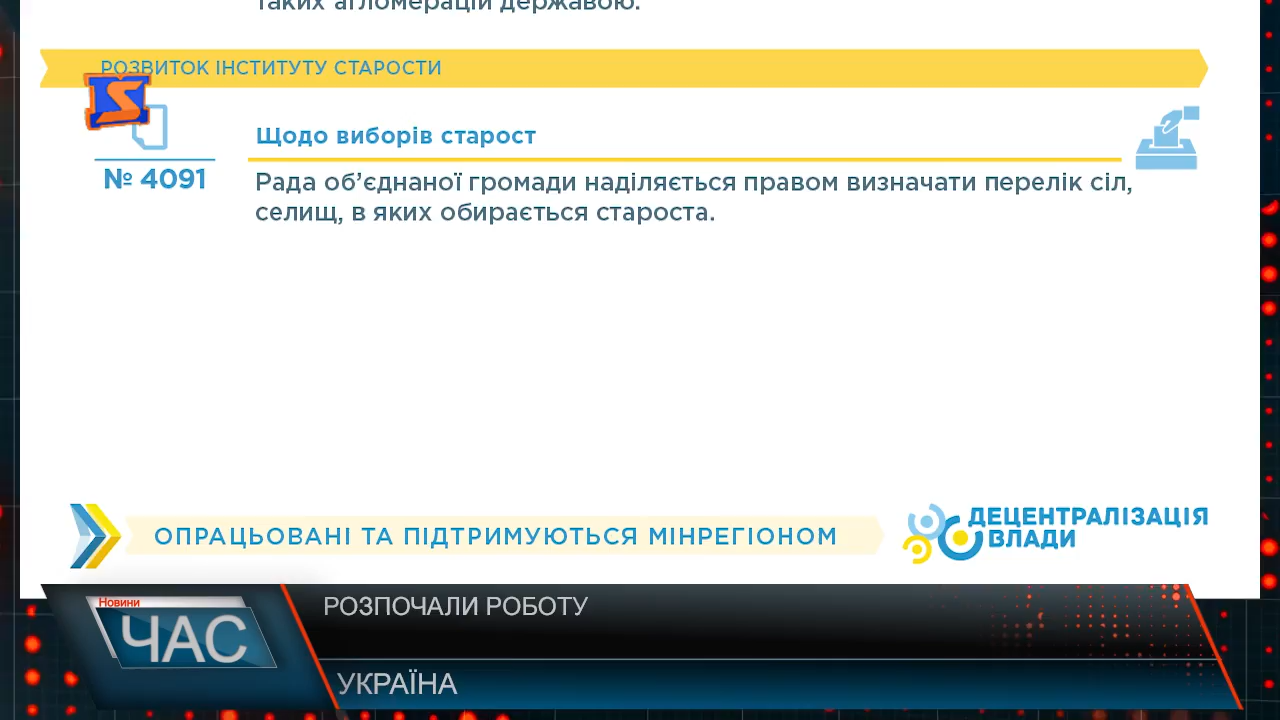 таких агломерацій державою.
РОЗВИТОК ІНСТИТУТУ СТАРОСТИ
Щодо виборів старост
№ 4091
Рада об’єднаної громади наділяється правом визначати перелік сіл,
селищ, в яких обирається староста.
ОПРАЦЬОВАНІ ТА ПІДТРИМУЮТЬСЯ МІНРЕГІОНОМ
ДЕЦЕНТРАЛІЗАЦІЯ
ВЛАДИ
Новини
ЧАС
РОЗПОЧАЛИ РОБОТУ
УКРАЇНА